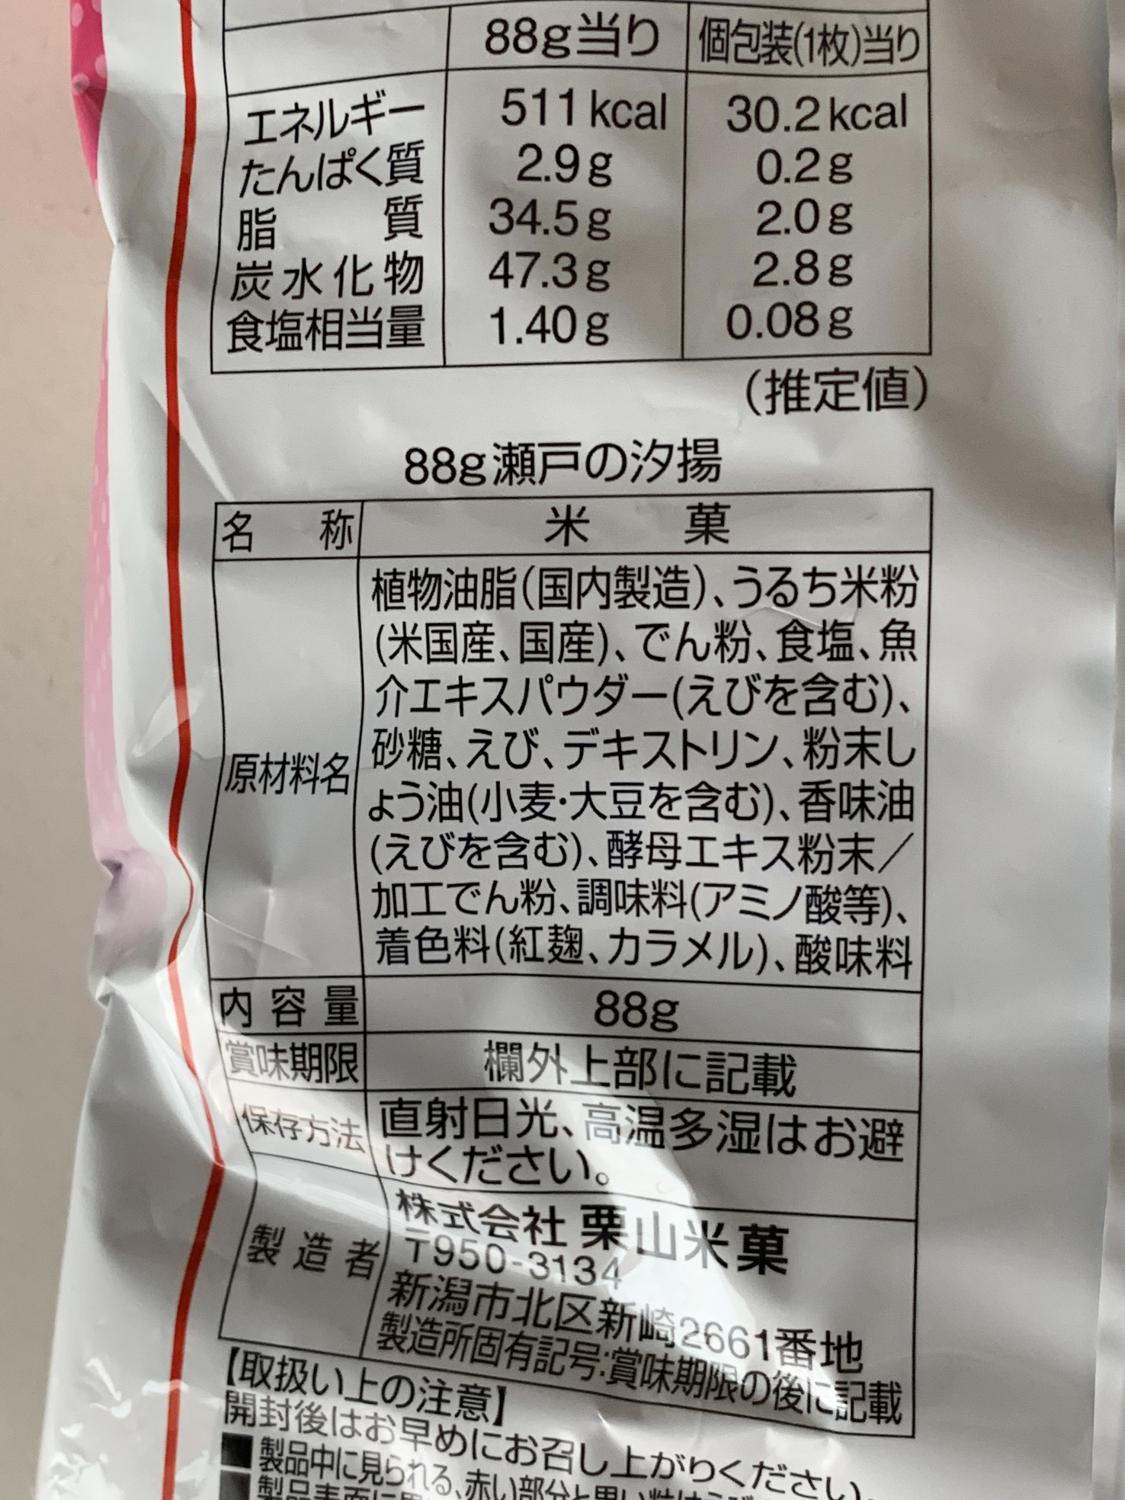 88g当り 個包装(1枚)当り
エネルギー 511kcal 30.2kcal
たんぱく質 2.9g 0.2g
脂質 34.5g 2.0g
炭水化物 47.3g 2.8g
食塩相当量 1.40g 0.08g
(推定値)
88g瀬戸の汐揚
名称 米菓
原材料名 植物油脂(国内製造)、うるち米粉
(米国産、国産)、でん粉、食塩、魚
介エキスパウダー(えびを含む)、
砂糖、えび、デキストリン、粉末し
ょう油(小麦・大豆を含む)、香味油
(えびを含む)、酵母エキス粉末/
加工でん粉、調味料(アミノ酸等)、
着色料(紅麹、カラメル)、酸味料
内容量 88g
賞味期限 欄外上部に記載
保存方法 直射日光、高温多湿はお避
けください。
製造者 株式会社 栗山米菓
〒950-3134
新潟市北区新崎2661番地
製造所固有記号:賞味期限の後に記載
【取扱い上の注意】
開封後はお早めにお召し上がりください。
製品中に見られる、赤い部分と黒い
製品表面に